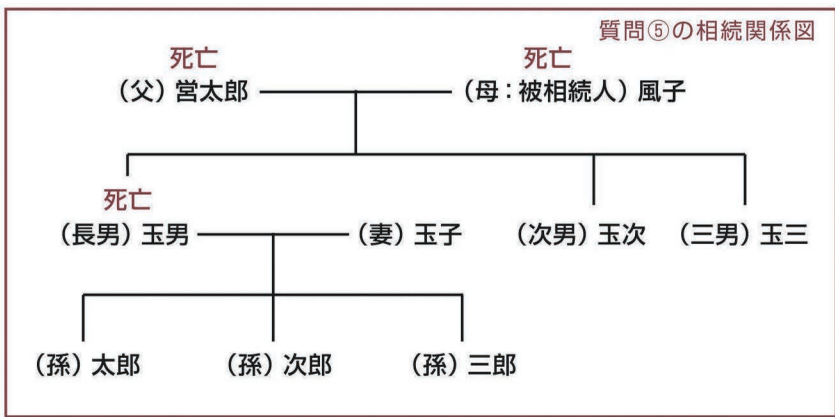 質問⑤の相続関係図
死亡 死亡
(父)営太郎 (母:被相続人)風子
死亡
(長男)玉男 (妻)玉子 (次男)玉次 (三男)玉三
(孫)太郎 (孫)次郎 (孫)三郎